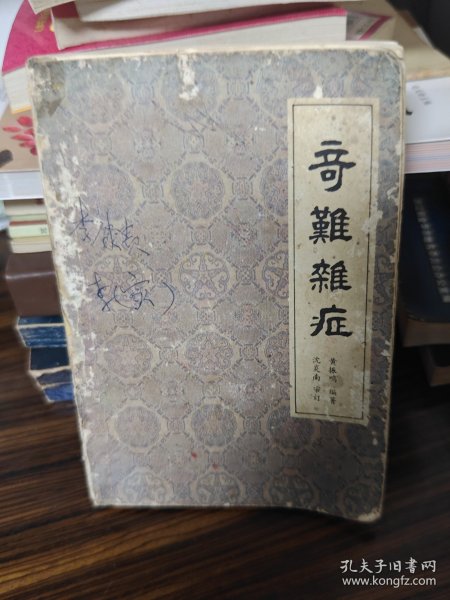 奇難雜症
黄振鸣 编著
沈炎南 审订
孔夫子旧书网
www.kongfz.com